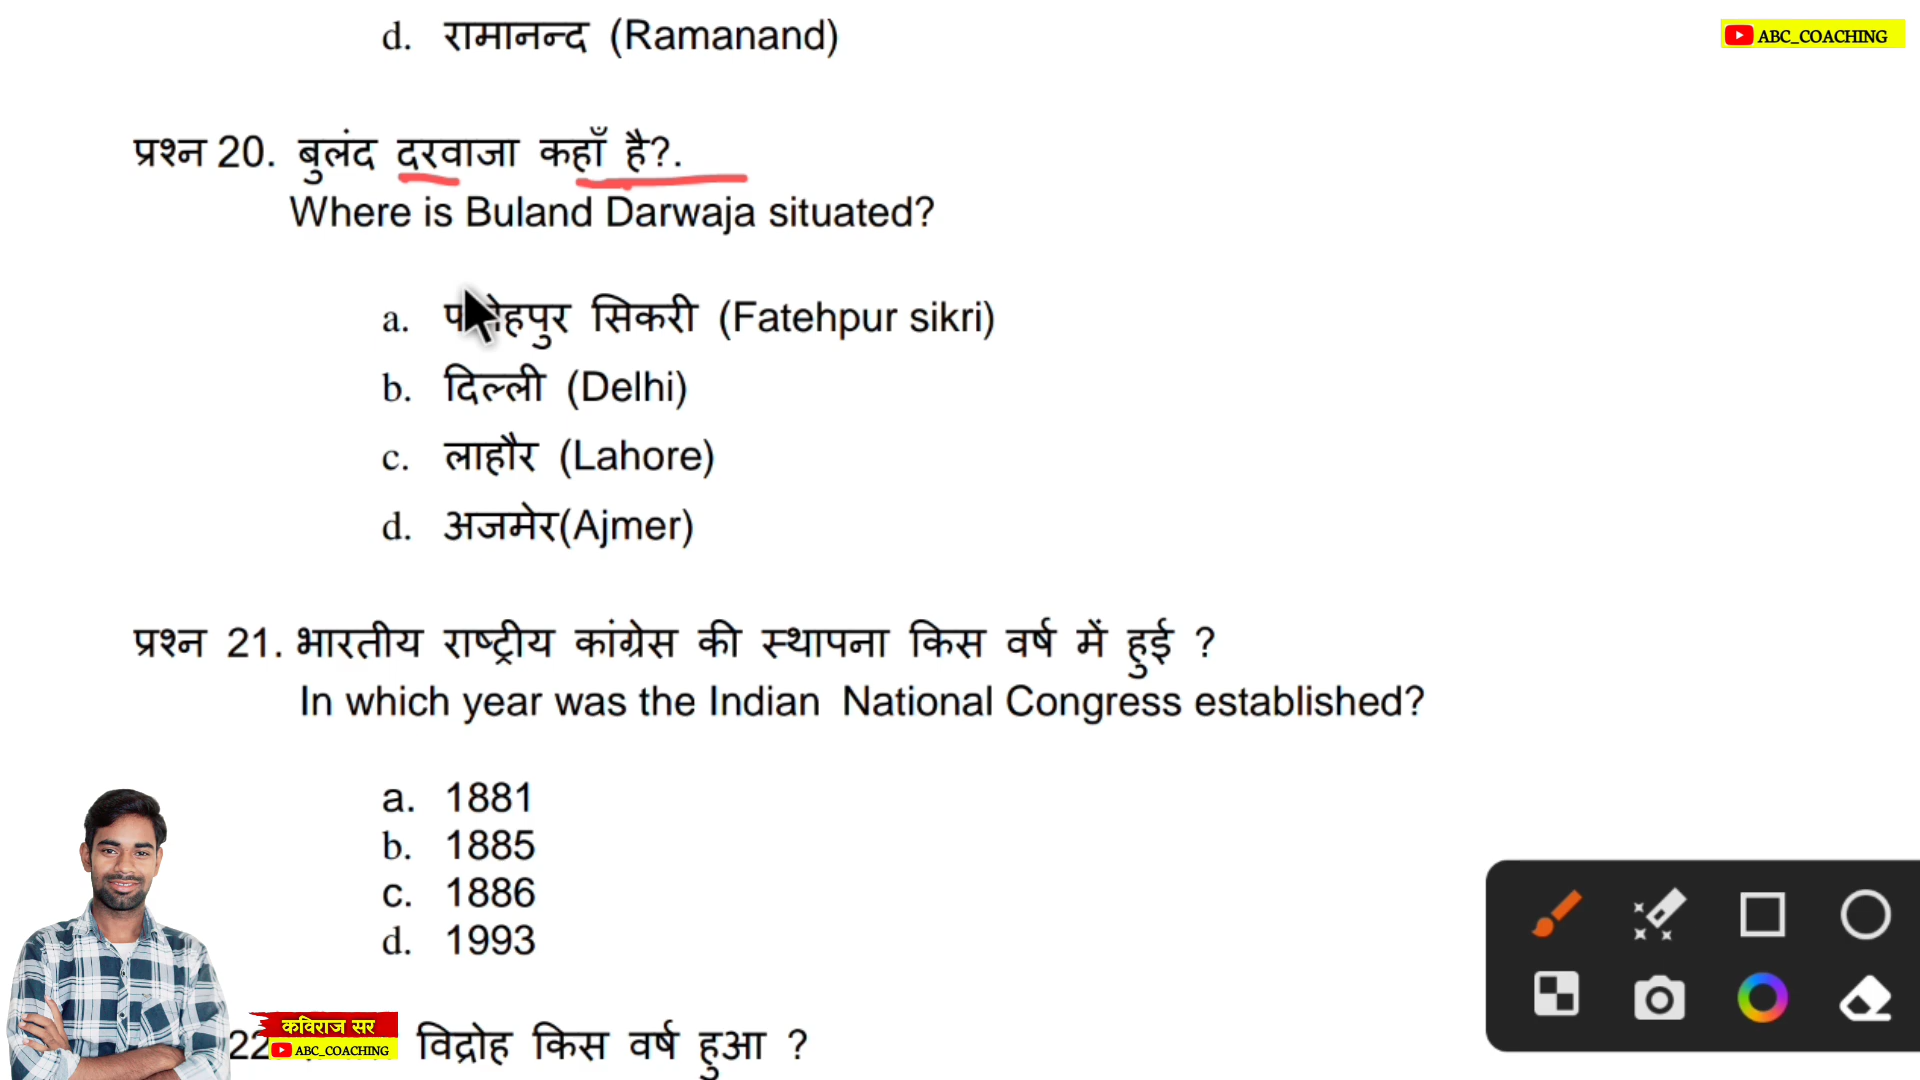 d. रामानन्द (Ramanand)
ABC_COACHING
प्रश्न 20. बुलंद दरवाजा कहाँ है?.
Where is Buland Darwaja situated?
a. सिकरी (Fatehpur sikri)
b. दिल्ली (Delhi)
c. लाहौर (Lahore)
d. अजमेर(Ajmer)
प्रश्न 21. भारतीय राष्ट्रीय कांग्रेस की स्थापना किस वर्ष में हुई ?
In which year was the Indian National Congress established?
a. 1881
b. 1885
c. 1886
d. 1993
22 विद्रोह किस वर्ष हुआ ?
कविराज सर
ABC_COACHING